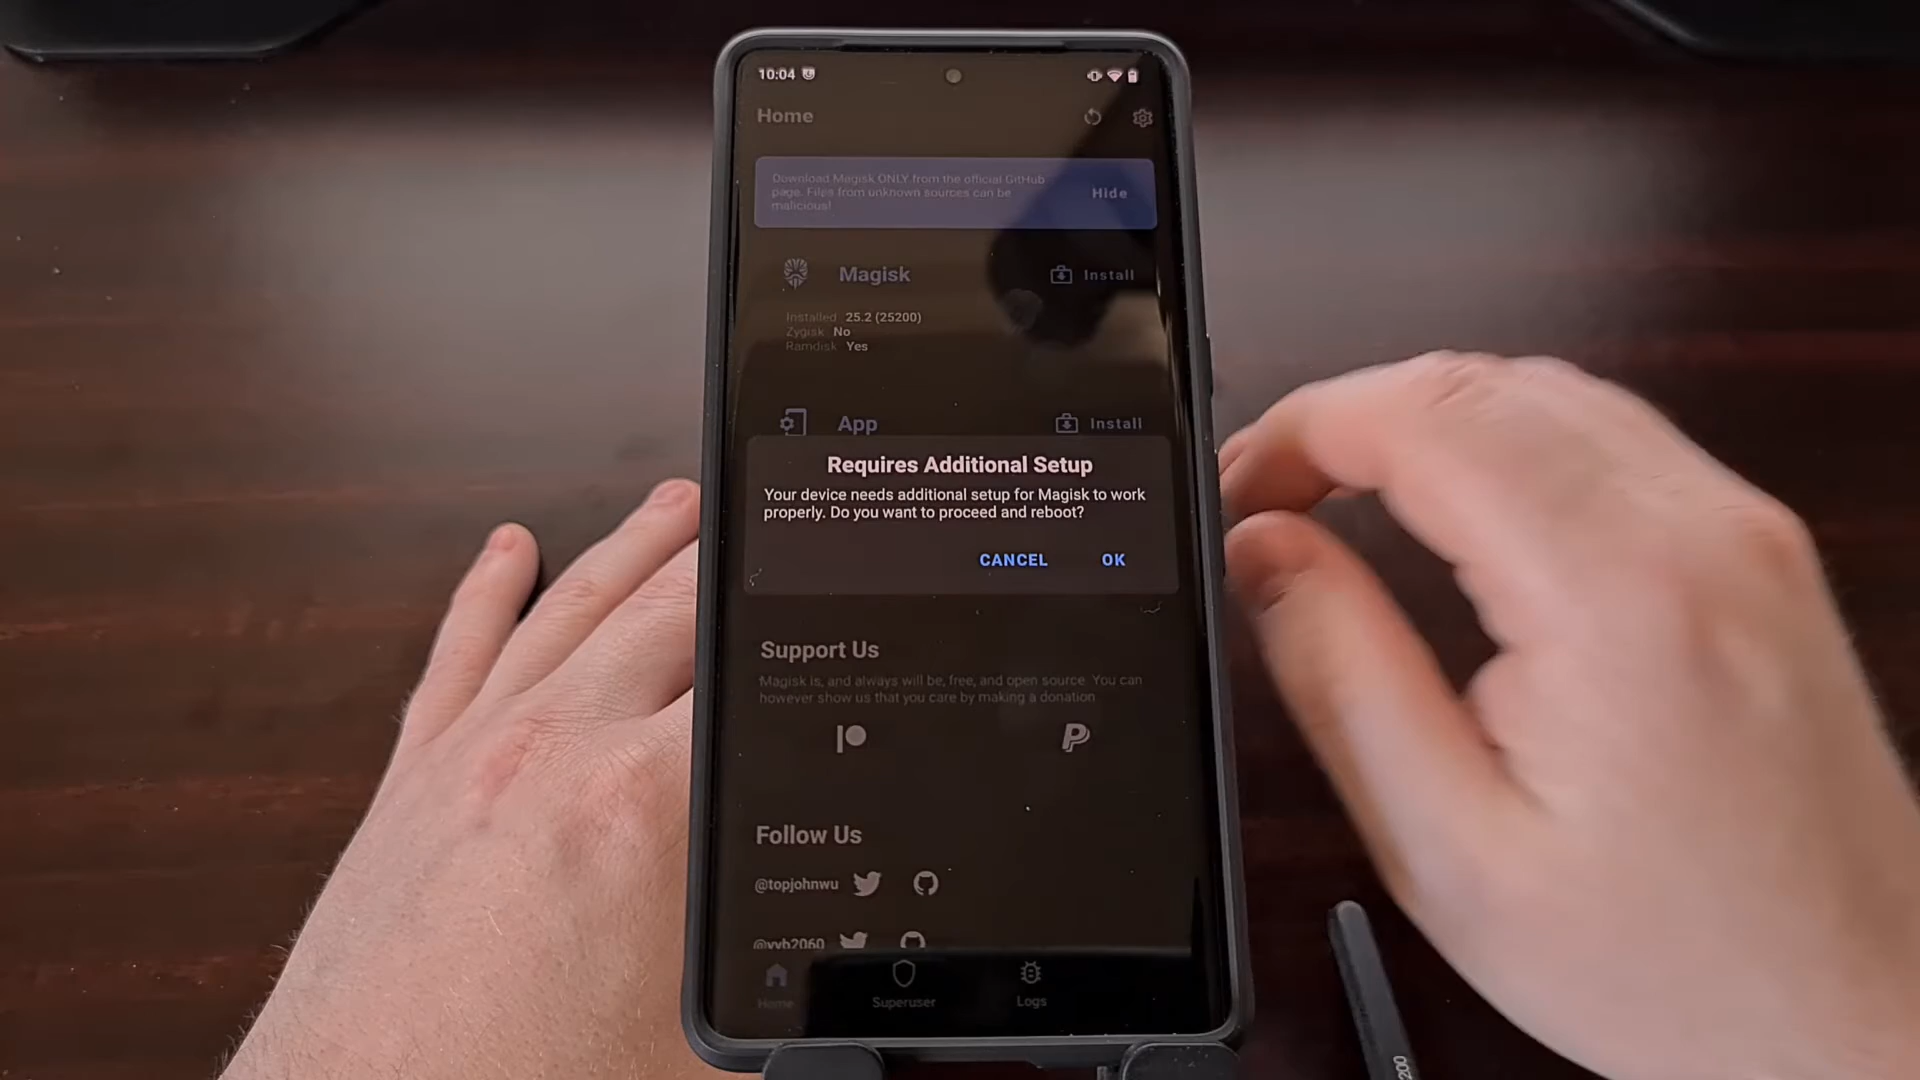 10:04
Home
Download Magisk ONLY from the official GitHub
page. Files from unknown sources can be
malicious!
Hide
Magisk
Install
Installed 25.2 (25200)
Zygisk No
Ramdisk Yes
App
Install
Requires Additional Setup
Your device needs additional setup for Magisk to work
properly. Do you want to proceed and reboot?
CANCEL
OK
Support Us
Magisk is, and always will be, free, and open source. You can
however show us that you care by making a donation
Follow Us
@topjohnwu
@vvb2060
Home
Superuser
Logs
200